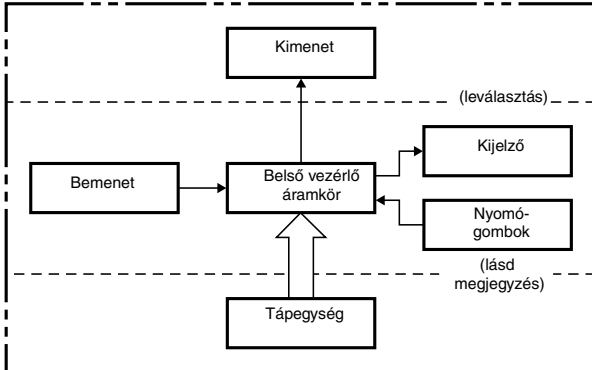 Kimenet
(leválasztás)
Kijelző
Bemenet
Belső vezérlő
áramkör
Nyomó-
gombok
(lásd
megjegyzés)
Tápegység